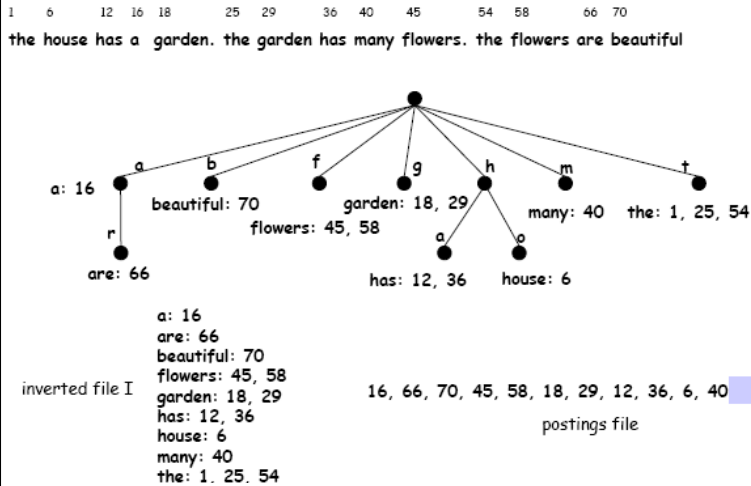 1 6 12 16 18 25 29 36 40 45 54 58 66 70
the house has a garden. the garden has many flowers. the flowers are beautiful
a b f g h m t
a: 16
beautiful: 70
garden: 18, 29
many: 40
the: 1, 25, 54
flowers: 45, 58
r a o
are: 66
has: 12, 36
house: 6
a: 16
are: 66
beautiful: 70
flowers: 45, 58
garden: 18, 29
has: 12, 36
house: 6
many: 40
the: 1, 25, 54
inverted file I
16, 66, 70, 45, 58, 18, 29, 12, 36, 6, 40
postings file